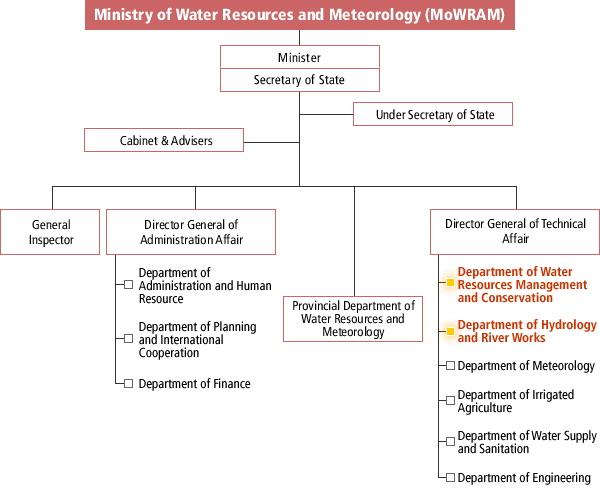 Ministry of Water Resources and Meteorology (MoWRAM)
Minister
Secretary of State
Under Secretary of State
Cabinet & Advisers
General
Inspector
Director General of
Administration Affair
Director General of Technical
Affair
Department of
Administration and Human
Resource
Department of Planning
and International
Cooperation
Department of Finance
Provincial Department of
Water Resources and
Meteorology
Department of Water
Resources Management
and Conservation
Department of Hydrology
and River Works
Department of Meteorology
Department of Irrigated
Agriculture
Department of Water Supply
and Sanitation
Department of Engineering